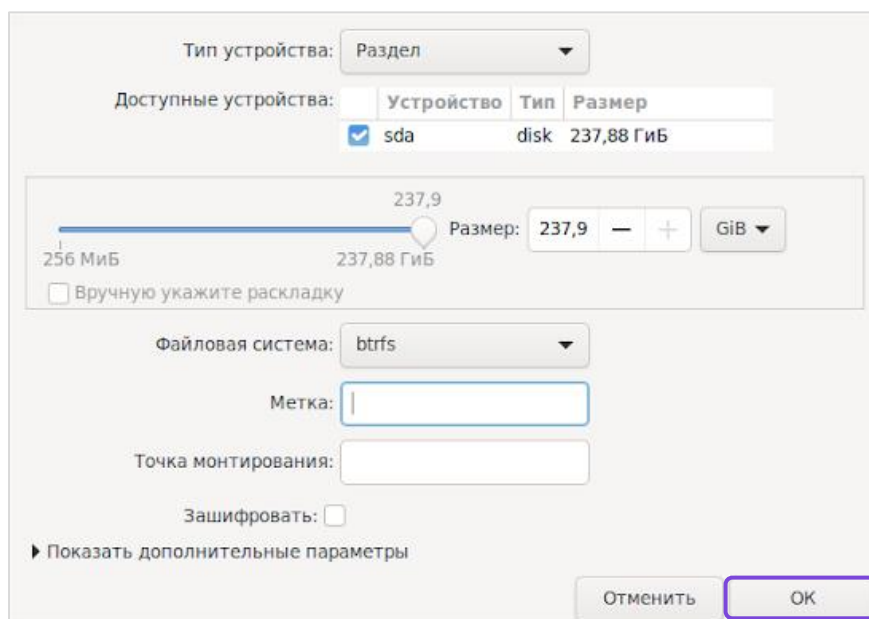 Тип устройства: Раздел
Доступные устройства: Устройство Тип Размер
sda disk 237,88 ГиБ
237,9
Размер: 237,9 — + GiB
256 МиБ 237,88 ГиБ
Вручную укажите раскладку
Файловая система: btrfs
Метка:
Точка монтирования:
Зашифровать:
Показать дополнительные параметры
Отменить ОК